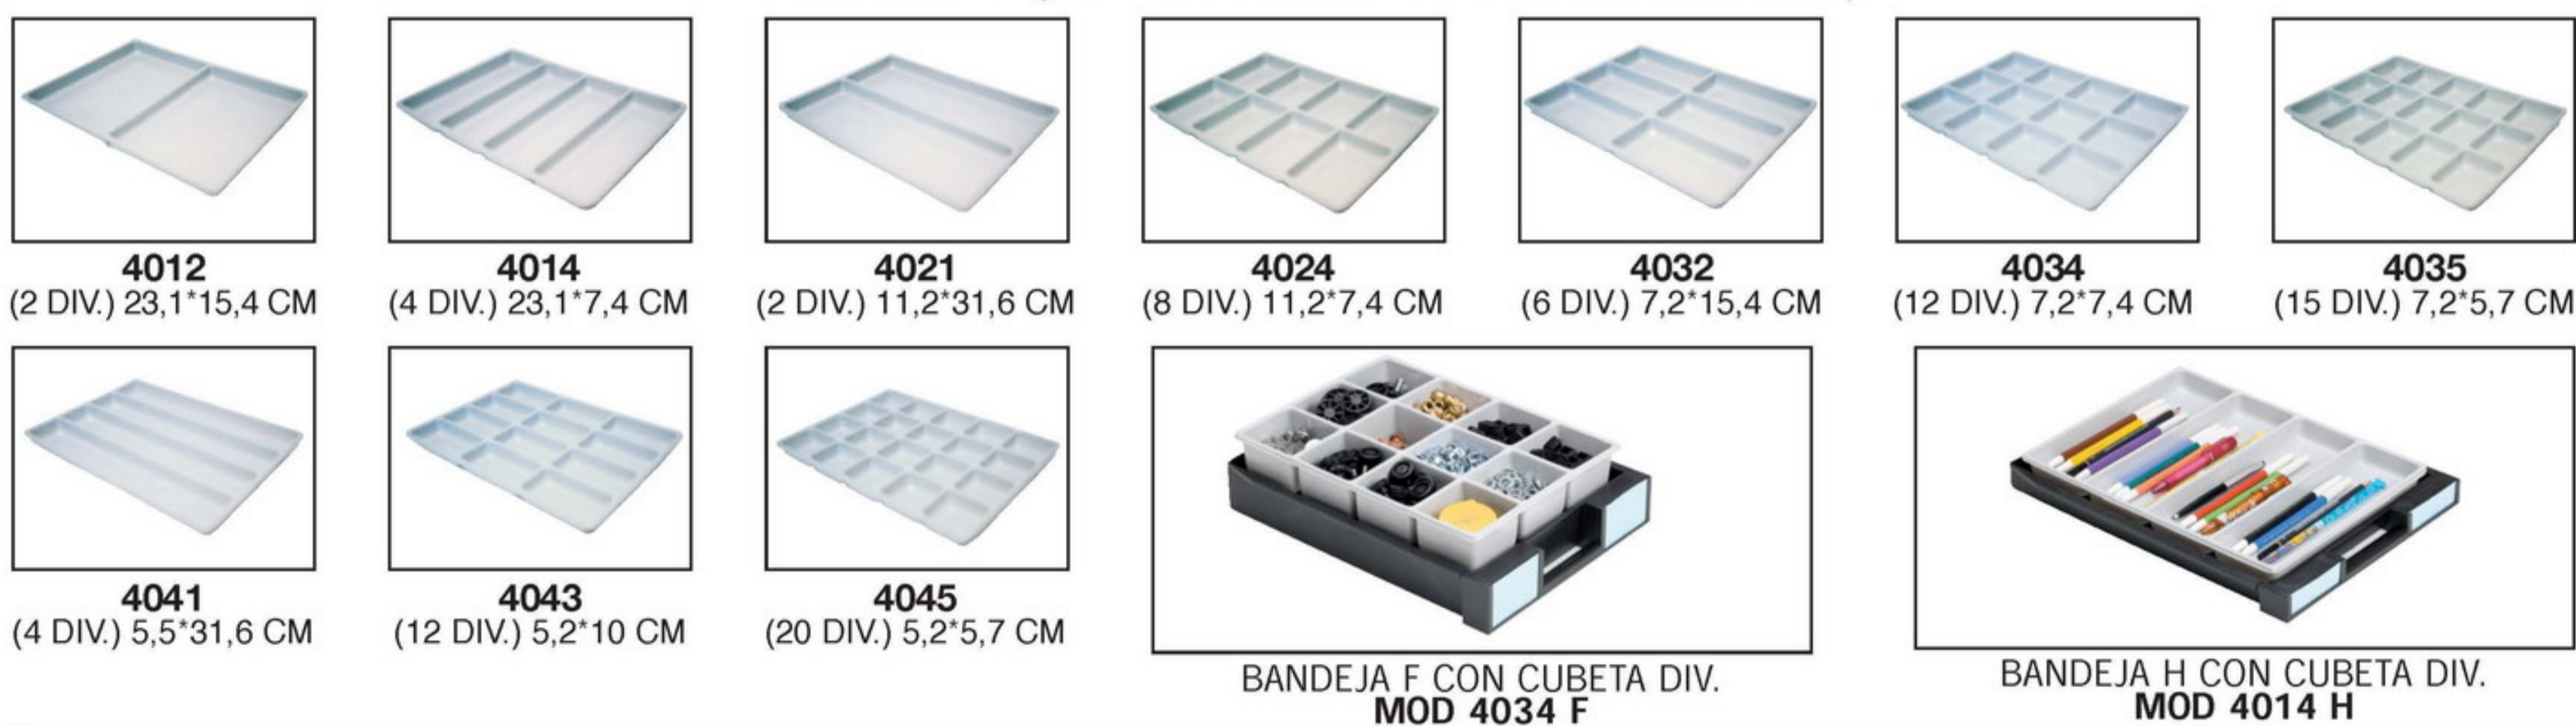 4012
(2 DIV.) 23,1*15,4 CM
4014
(4 DIV.) 23,1*7,4 CM
4021
(2 DIV.) 11,2*31,6 CM
4024
(8 DIV.) 11,2*7,4 CM
4032
(6 DIV.) 7,2*15,4 CM
4034
(12 DIV.) 7,2*7,4 CM
4035
(15 DIV.) 7,2*5,7 CM
4041
(4 DIV.) 5,5*31,6 CM
4043
(12 DIV.) 5,2*10 CM
4045
(20 DIV.) 5,2*5,7 CM
BANDEJA F CON CUBETA DIV.
MOD 4034 F
BANDEJA H CON CUBETA DIV.
MOD 4014 H